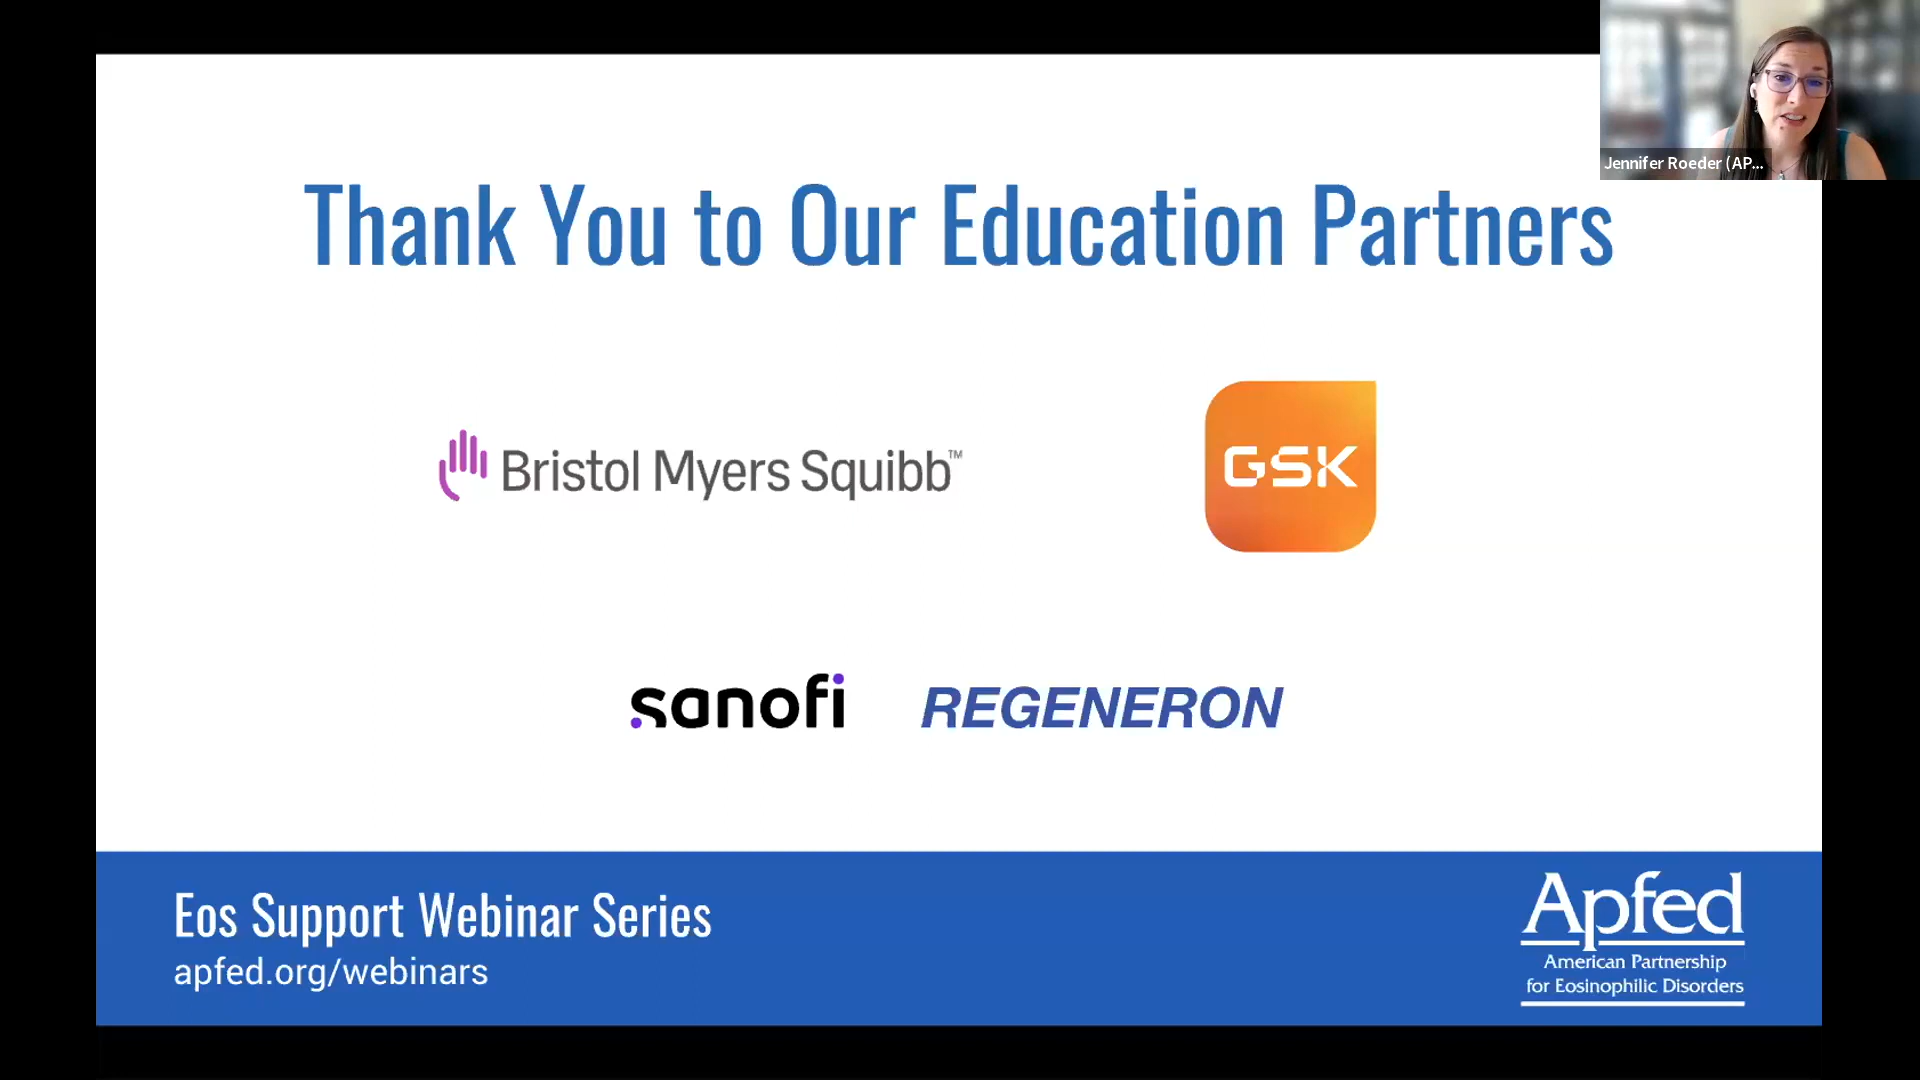 Jennifer Roeder (AP...
Thank You to Our Education Partners
Bristol Myers Squibb™
GSK
sanofi
REGENERON
Eos Support Webinar Series
apfed.org/webinars
Apfed
American Partnership
for Eosinophilic Disorders